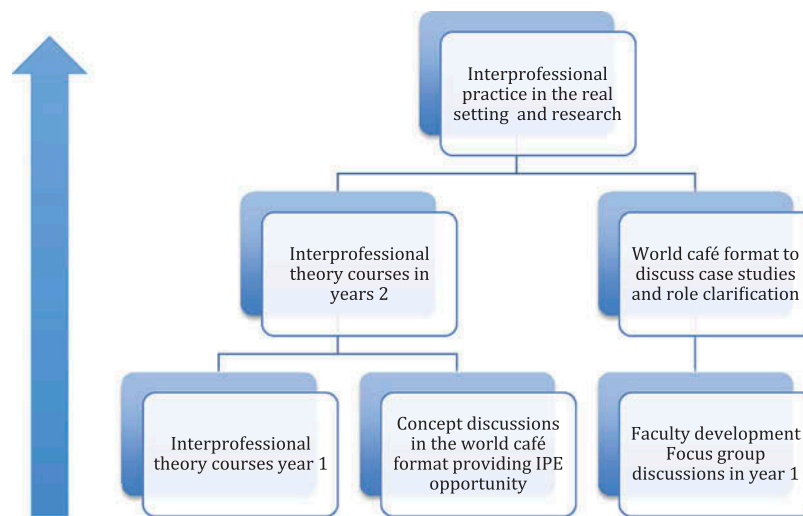 Interprofessional
practice in the real
setting and research
Interprofessional
theory courses in
years 2
World café format to
discuss case studies
and role clarification
Interprofessional
theory courses year 1
Concept discussions
in the world café
format providing IPE
opportunity
Faculty development
Focus group
discussions in year 1